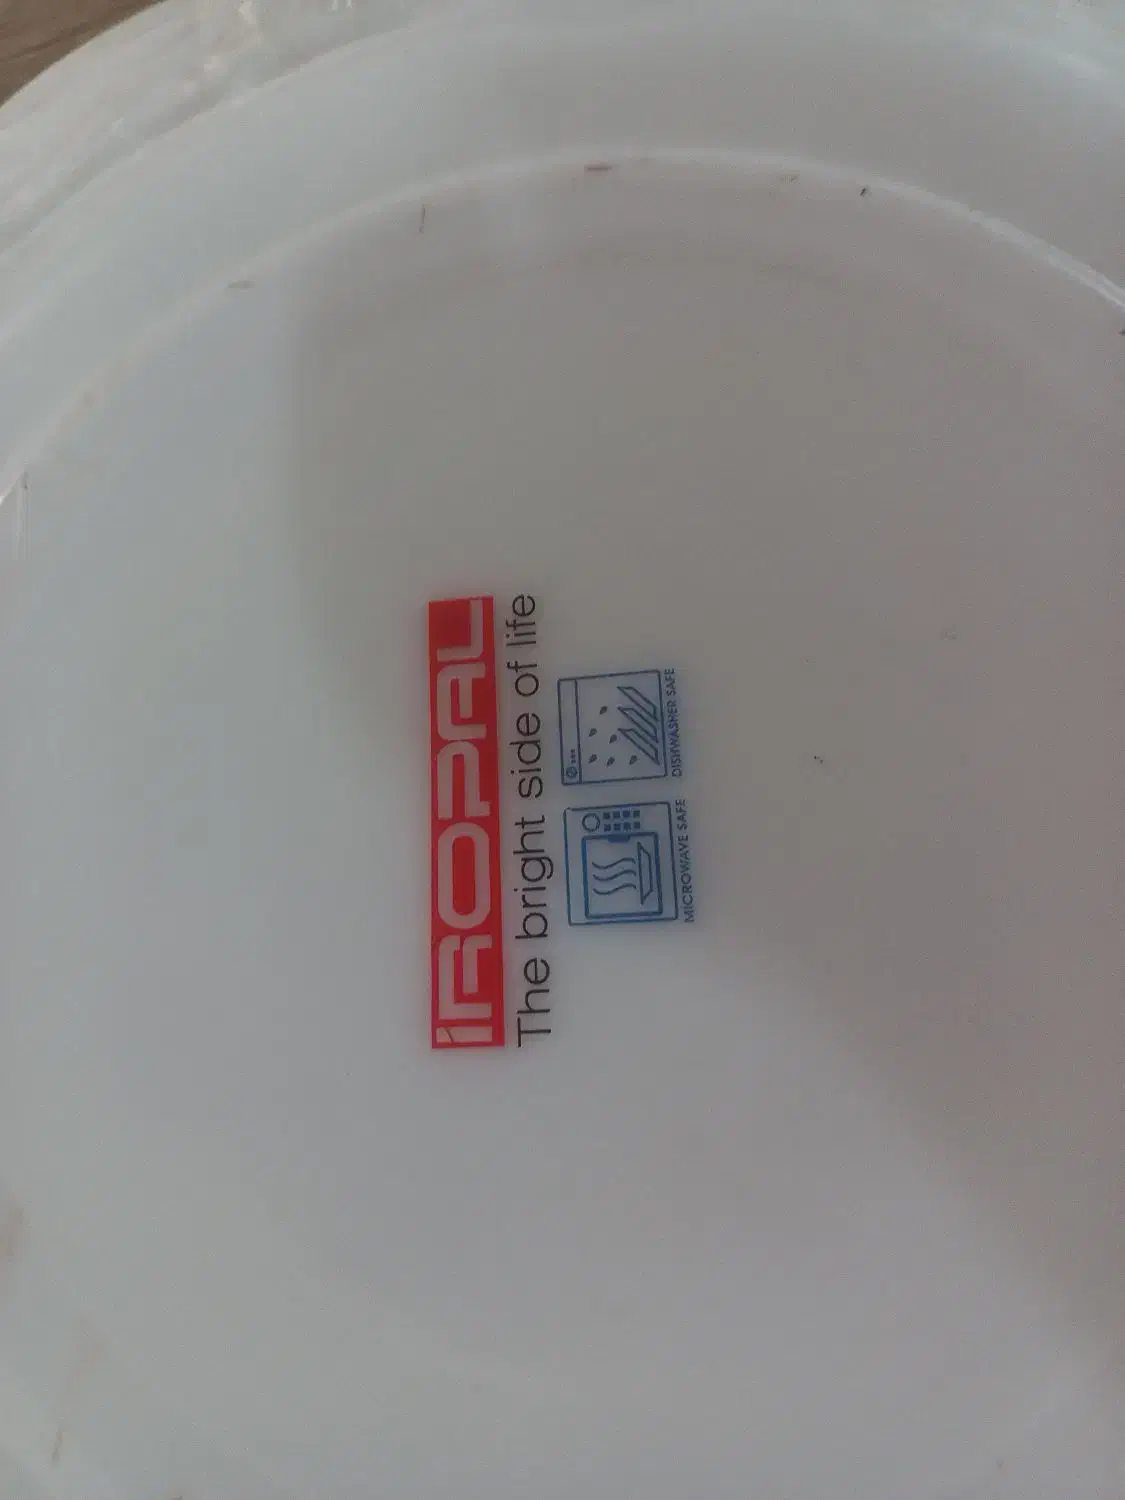 iROPAL
The bright side of life
MICROWAVE SAFE
DISHWASHER SAFE